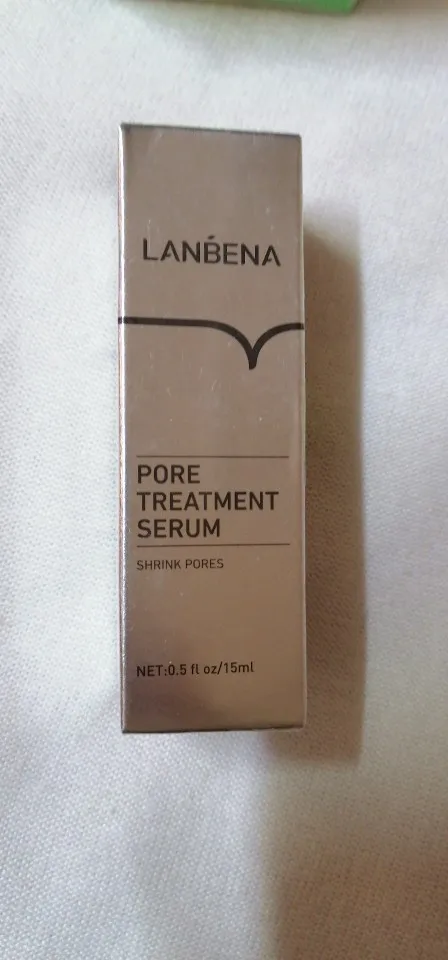 LANBENA
PORE
TREATMENT
SERUM
SHRINK PORES
NET:0.5 fl oz/15ml